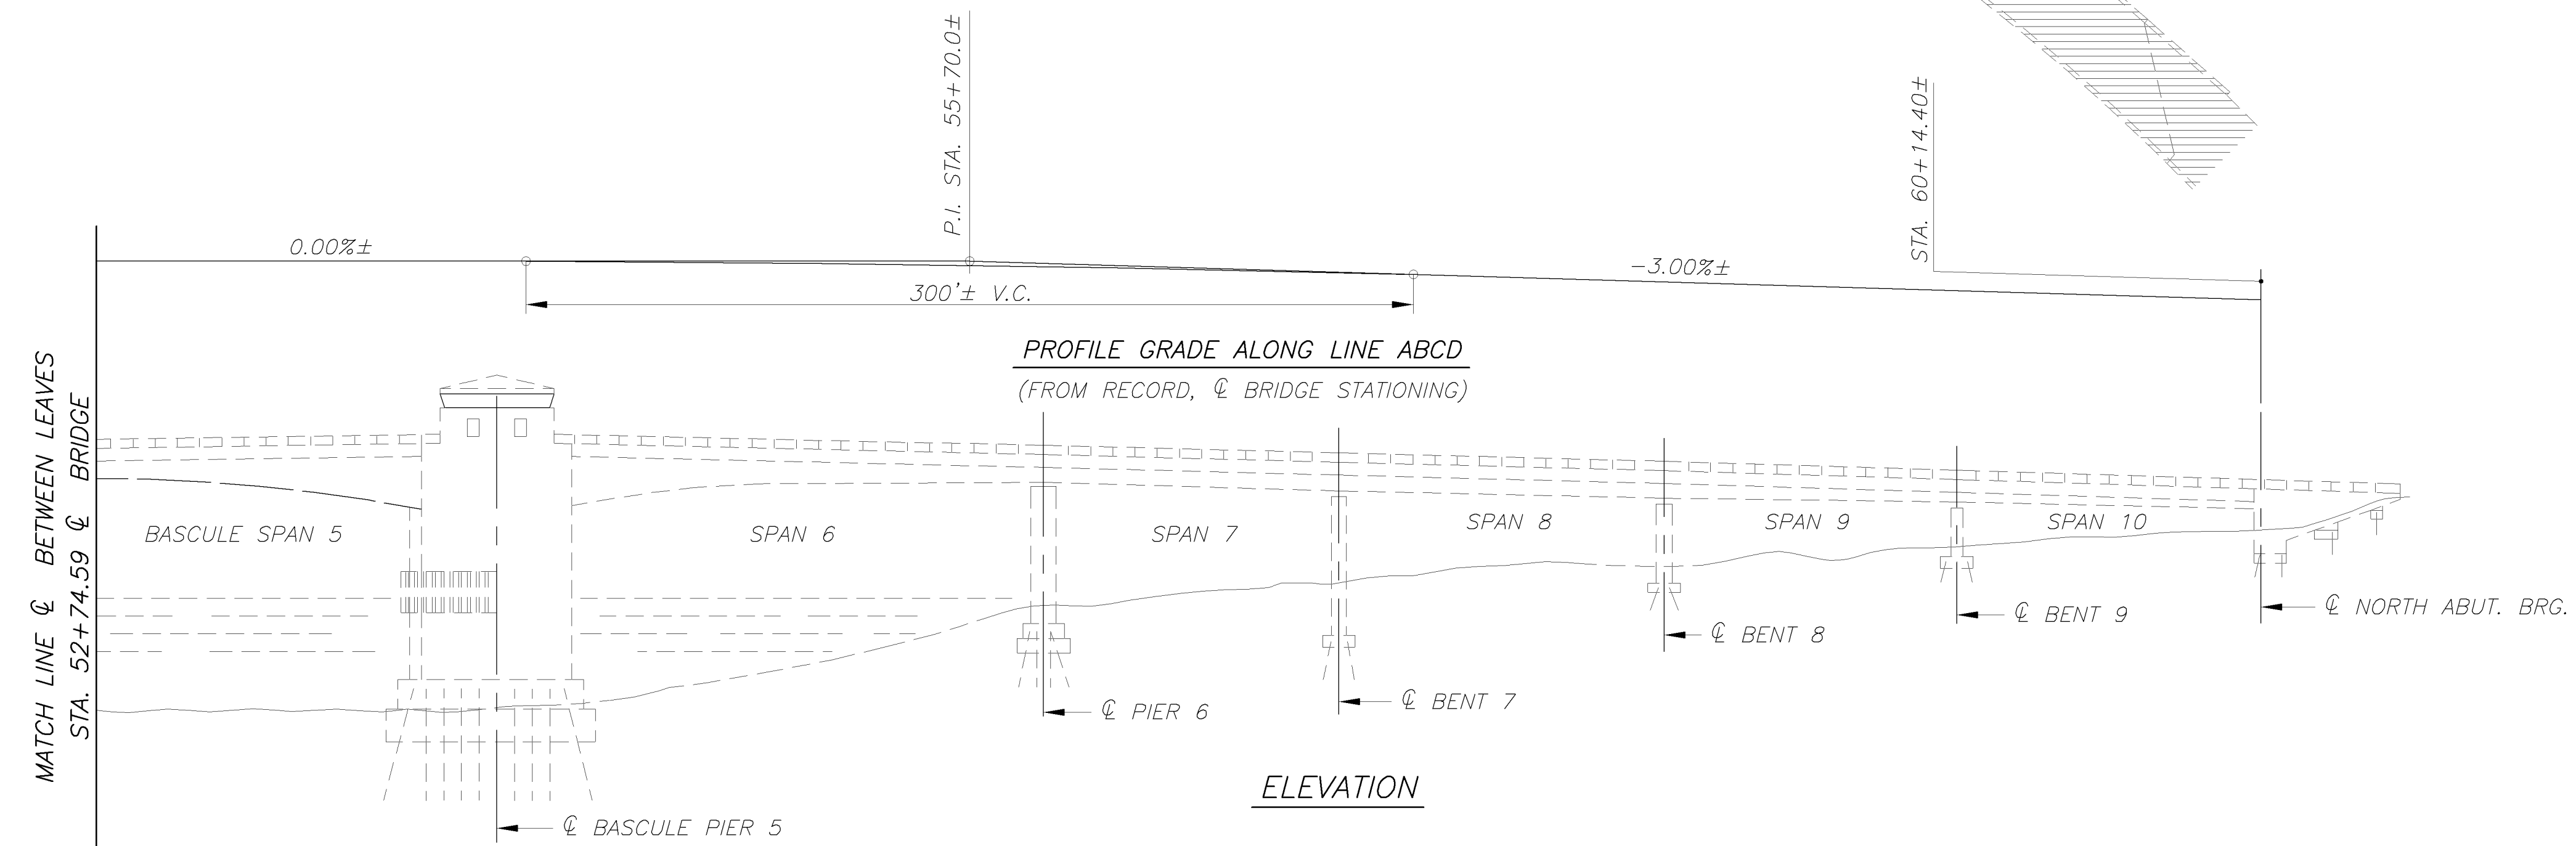 P.I. STA. 55+70.0±
STA. 60+14.40±
0.00%±
-3.00%±
300'± V.C.
PROFILE GRADE ALONG LINE ABCD
(FROM RECORD, ℄ BRIDGE STATIONING)
MATCH LINE ℄ BETWEEN LEAVES
STA. 52+74.59 ℄ BRIDGE
BASCULE SPAN 5
SPAN 6
SPAN 7
SPAN 8
SPAN 9
SPAN 10
℄ NORTH ABUT. BRG.
℄ BENT 9
℄ BENT 8
℄ BENT 7
℄ PIER 6
℄ BASCULE PIER 5
ELEVATION